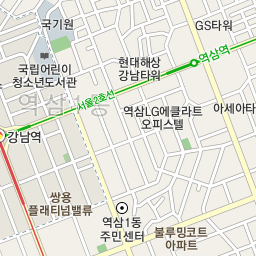 국기원
GS타워
현대해상
강남타워
역삼역
국립어린이
청소년도서관
서울2호선
역삼1동
역삼LG에클라트
오피스텔
아세아타
강남역
쌍용
플래티넘밸류
역삼1동
주민센터
블루밍코트
아파트